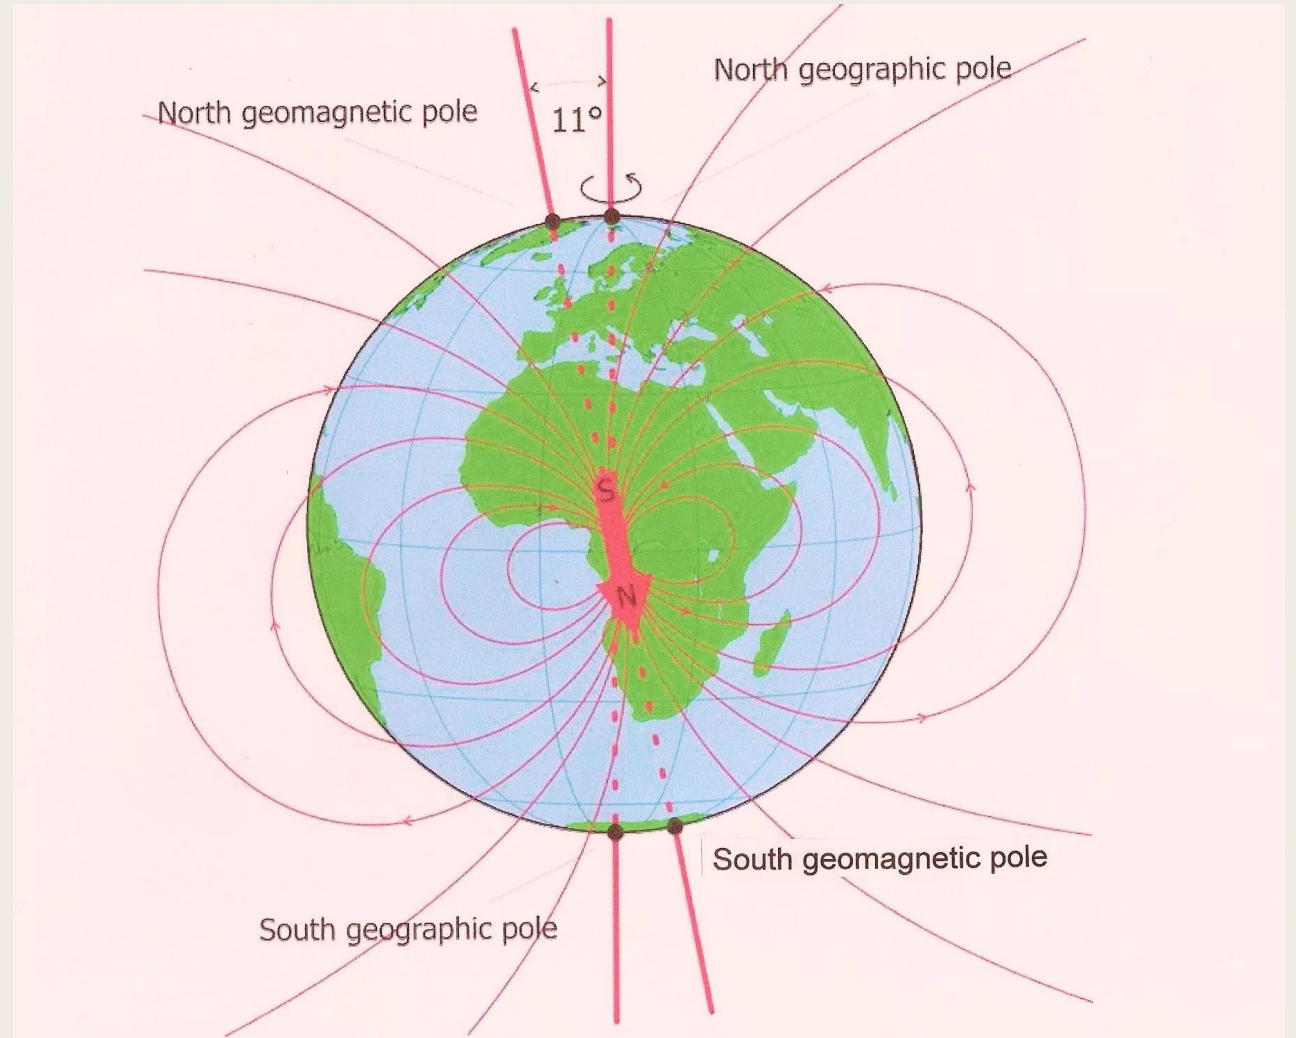 North geographic pole
North geomagnetic pole
11°
S
N
South geomagnetic pole
South geographic pole